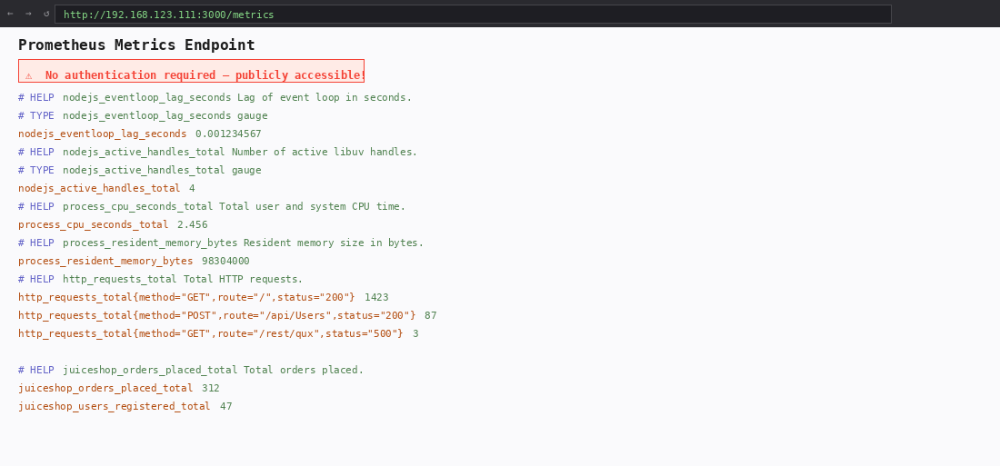 ← → ↺ http://192.168.123.111:3000/metrics
Prometheus Metrics Endpoint
⚠ No authentication required — publicly accessible!
# HELP nodejs_eventloop_lag_seconds Lag of event loop in seconds.
# TYPE nodejs_eventloop_lag_seconds gauge
nodejs_eventloop_lag_seconds 0.001234567
# HELP nodejs_active_handles_total Number of active libuv handles.
# TYPE nodejs_active_handles_total gauge
nodejs_active_handles_total 4
# HELP process_cpu_seconds_total Total user and system CPU time.
process_cpu_seconds_total 2.456
# HELP process_resident_memory_bytes Resident memory size in bytes.
process_resident_memory_bytes 98304000
# HELP http_requests_total Total HTTP requests.
http_requests_total{method="GET",route="/",status="200"} 1423
http_requests_total{method="POST",route="/api/Users",status="200"} 87
http_requests_total{method="GET",route="/rest/qux",status="500"} 3
# HELP juiceshop_orders_placed_total Total orders placed.
juiceshop_orders_placed_total 312
juiceshop_users_registered_total 47